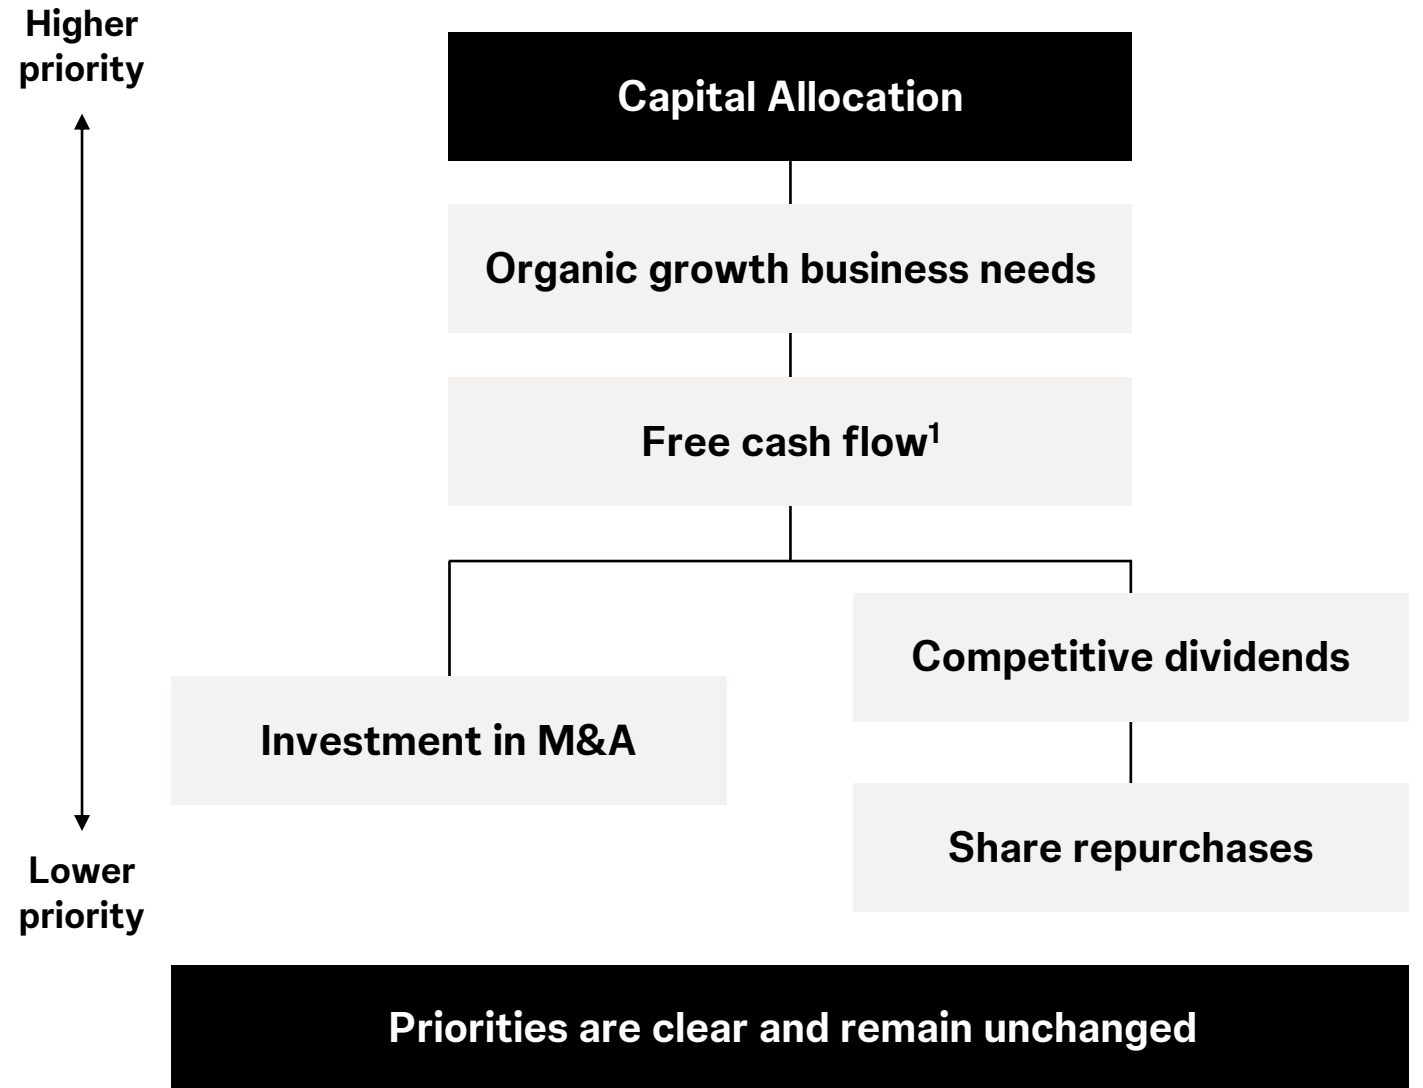 Higher
priority
Capital Allocation
Organic growth business needs
Free cash flow¹
Competitive dividends
Investment in M&A
Share repurchases
Lower
priority
Priorities are clear and remain unchanged